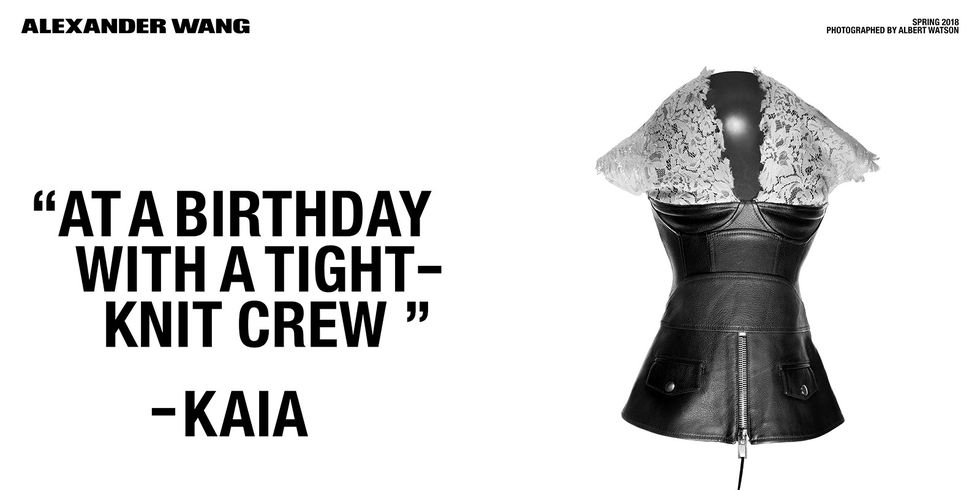 ALEXANDER WANG
SPRING 2018
PHOTOGRAPHED BY ALBERT WATSON
“AT A BIRTHDAY
WITH A TIGHT–
KNIT CREW ”
–KAIA